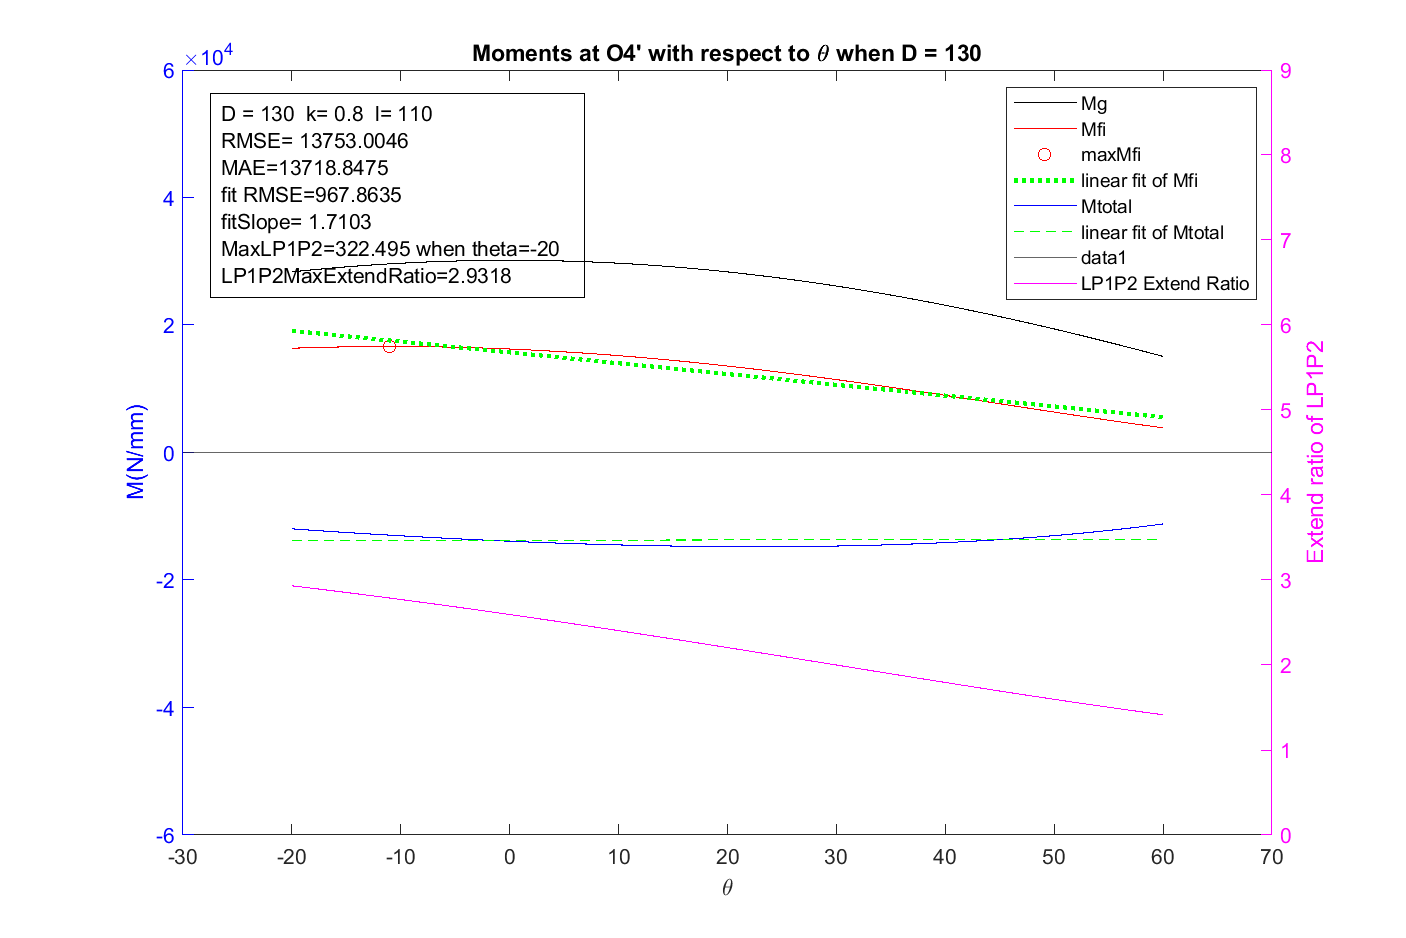 Moments at O4' with respect to θ when D = 130
×10⁴
6
4
2
0
-2
-4
-6
M(N/mm)
D = 130  k= 0.8  l= 110
RMSE= 13753.0046
MAE=13718.8475
fit RMSE=967.8635
fitSlope= 1.7103
MaxLP1P2=322.495 when theta=-20
LP1P2MaxExtendRatio=2.9318
Mg
Mfi
maxMfi
linear fit of Mfi
Mtotal
linear fit of Mtotal
data1
LP1P2 Extend Ratio
9
8
7
6
5
4
3
2
1
0
Extend ratio of LP1P2
-30 -20 -10 0 10 20 30 40 50 60 70
θ